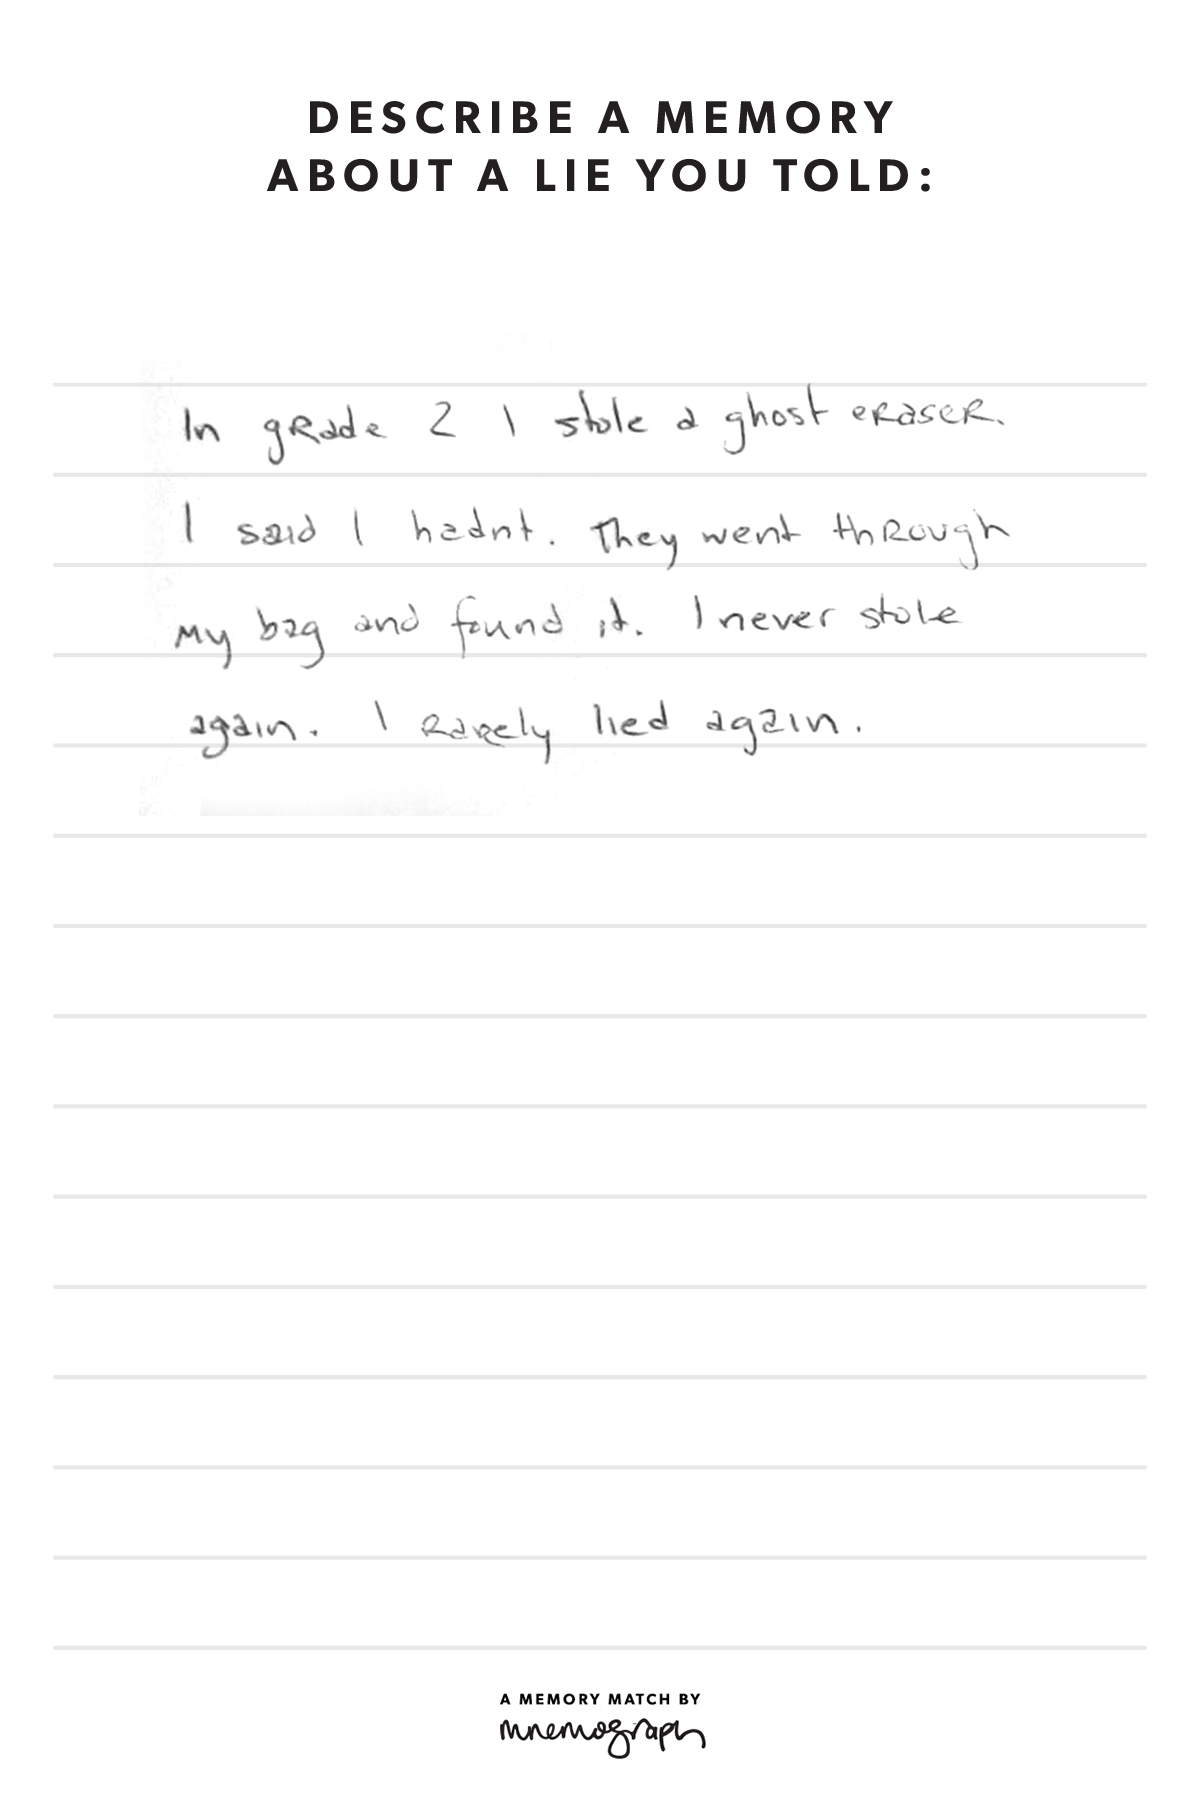 DESCRIBE A MEMORY
ABOUT A LIE YOU TOLD:
In grade 2 I stole a ghost eraser.
I said I hadnt. They went through
my bag and found it. I never stole
again. I rarely lied again.
A MEMORY MATCH BY
mnemograph